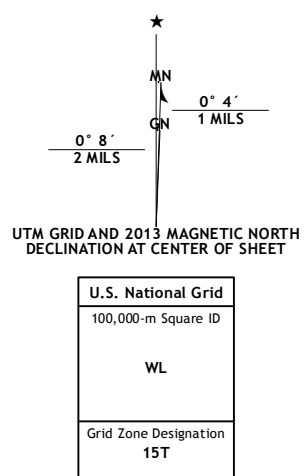 ★
MN
0° 4´
1 MILS
GN
0° 8´
2 MILS
UTM GRID AND 2013 MAGNETIC NORTH
DECLINATION AT CENTER OF SHEET
U.S. National Grid
100,000-m Square ID
WL
Grid Zone Designation
15T